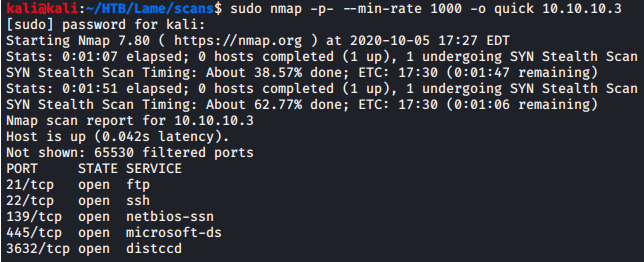 kali@kali:~/HTB/Lame/scans$ sudo nmap -p- --min-rate 1000 -o quick 10.10.10.3
[sudo] password for kali:
Starting Nmap 7.80 ( https://nmap.org ) at 2020-10-05 17:27 EDT
Stats: 0:01:07 elapsed; 0 hosts completed (1 up), 1 undergoing SYN Stealth Scan
SYN Stealth Scan Timing: About 38.57% done; ETC: 17:30 (0:01:47 remaining)
Stats: 0:01:51 elapsed; 0 hosts completed (1 up), 1 undergoing SYN Stealth Scan
SYN Stealth Scan Timing: About 62.77% done; ETC: 17:30 (0:01:06 remaining)
Nmap scan report for 10.10.10.3
Host is up (0.042s latency).
Not shown: 65530 filtered ports
PORT     STATE SERVICE
21/tcp   open  ftp
22/tcp   open  ssh
139/tcp  open  netbios-ssn
445/tcp  open  microsoft-ds
3632/tcp open  distccd